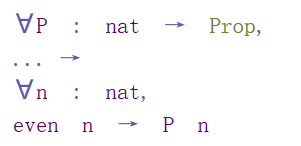 ∀P : nat → Prop,
... →
∀n : nat,
even n → P n